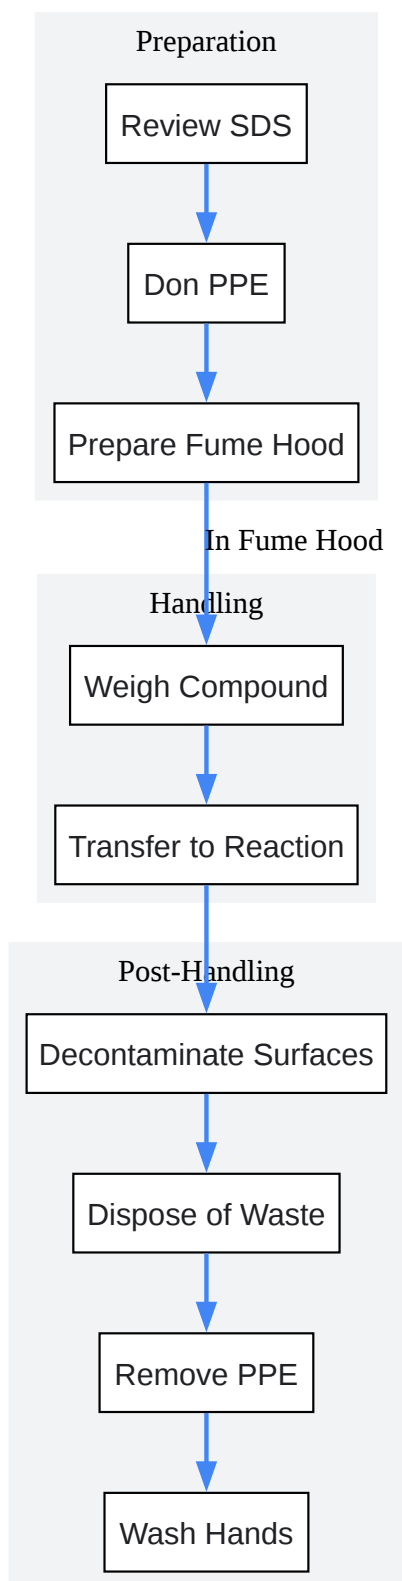 Preparation
Review SDS
Don PPE
Prepare Fume Hood
In Fume Hood
Handling
Weigh Compound
Transfer to Reaction
Post-Handling
Decontaminate Surfaces
Dispose of Waste
Remove PPE
Wash Hands